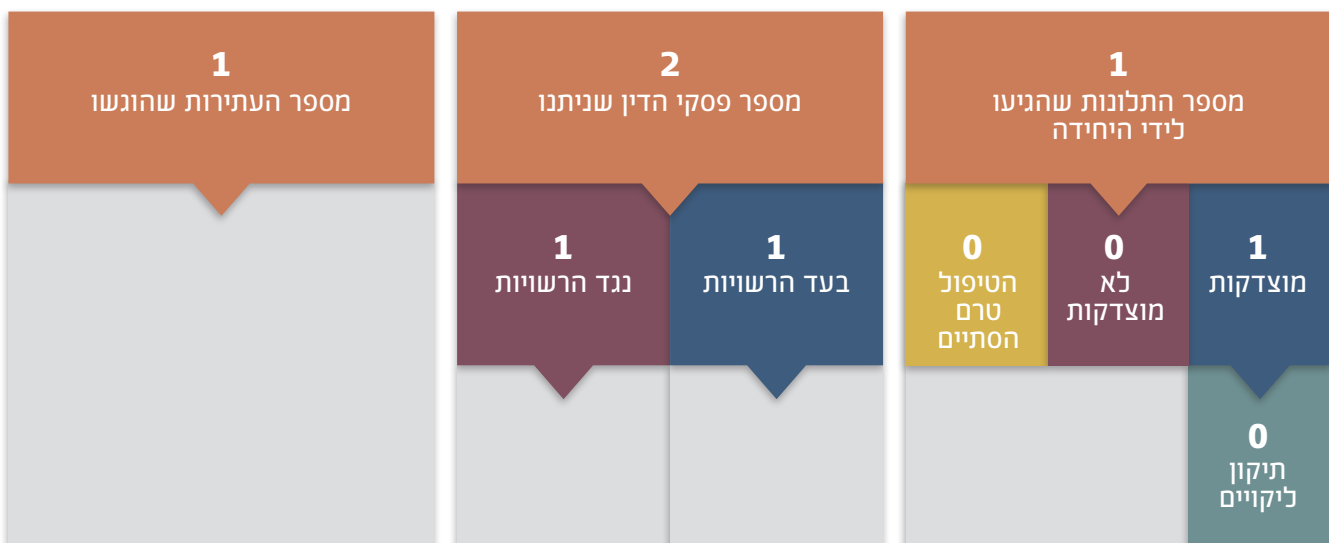 1
מספר התלונות שהגיעו
לידי היחידה
1
מוצדקות
0
לא
מוצדקות
0
הטיפול
טרם
הסתיים
0
תיקון
ליקויים
2
מספר פסקי הדין שניתנו
1
בעד הרשויות
1
נגד הרשויות
1
מספר העתירות שהוגשו